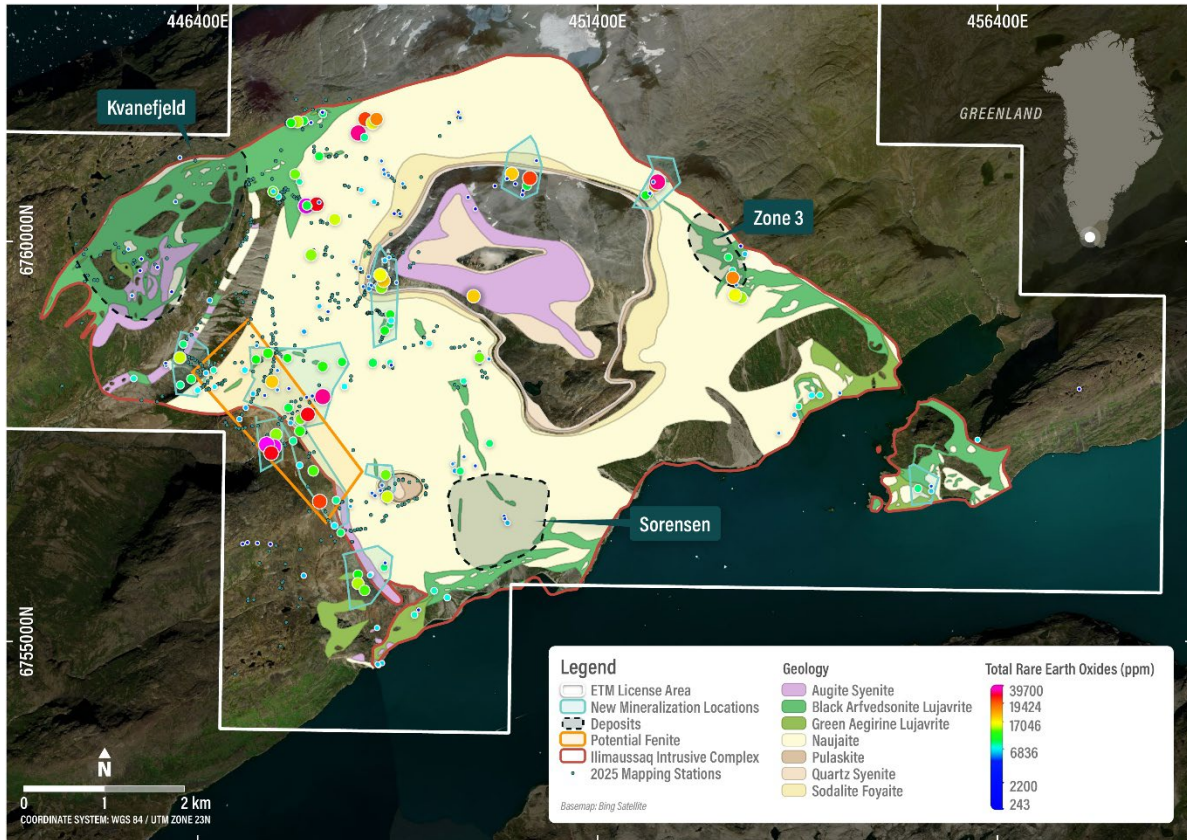 446400E
451400E
456400E
Kvanefjeld
GREENLAND
Zone 3
6760000N
Sorensen
6755000N
Legend
ETM License Area
New Mineralization Locations
Deposits
Potential Fenite
Ilimaussaq Intrusive Complex
2025 Mapping Stations
Basemap: Bing Satellite
Geology
Augite Syenite
Black Arfvedsonite Lujavrite
Green Aegirine Lujavrite
Naujaite
Pulaskite
Quartz Syenite
Sodalite Foyaite
Total Rare Earth Oxides (ppm)
39700
19424
17046
6836
2200
243
N
0 1 2 km
COORDINATE SYSTEM: WGS 84 / UTM ZONE 23N